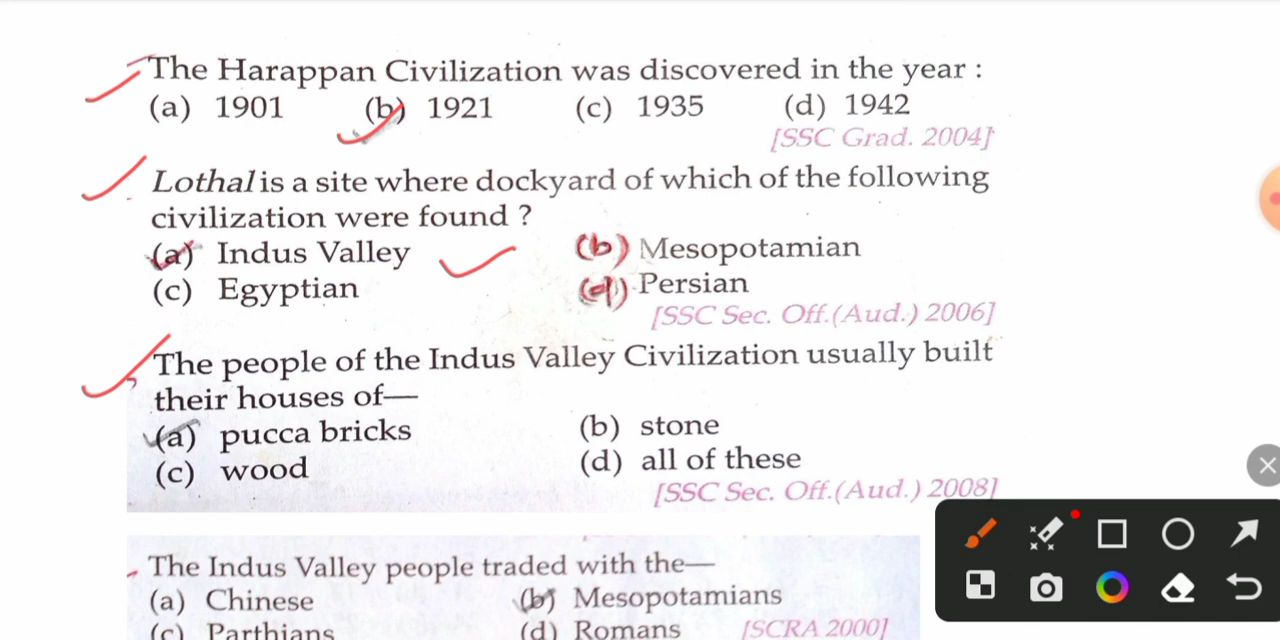 The Harappan Civilization was discovered in the year :
(a) 1901 (b) 1921 (c) 1935 (d) 1942
[SSC Grad. 2004]
Lothal is a site where dockyard of which of the following
civilization were found ?
(a) Indus Valley (b) Mesopotamian
(c) Egyptian (d) Persian
[SSC Sec. Off.(Aud.) 2006]
The people of the Indus Valley Civilization usually built
their houses of—
(a) pucca bricks (b) stone
(c) wood (d) all of these
[SSC Sec. Off.(Aud.) 2008]
The Indus Valley people traded with the—
(a) Chinese (b) Mesopotamians
(c) Parthians (d) Romans [SCRA 2000]